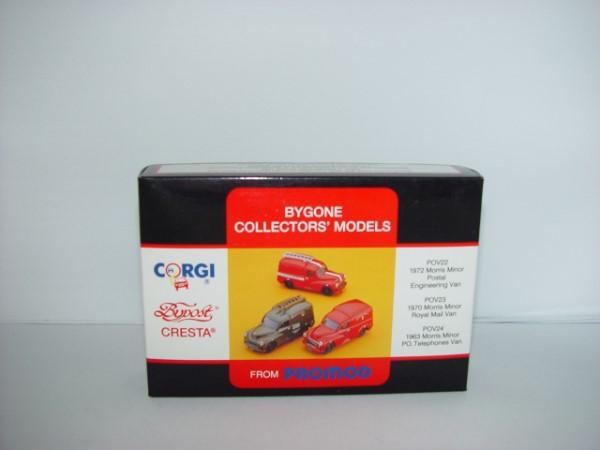 BYGONE
COLLECTORS' MODELS
CORGI®
Bypost
CRESTA®
POV22
1972 Morris Minor
Postal
Engineering Van
POV23
1970 Morris Minor
Royal Mail Van
POV24
1963 Morris Minor
P.O. Telephones Van
FROM PROMOD